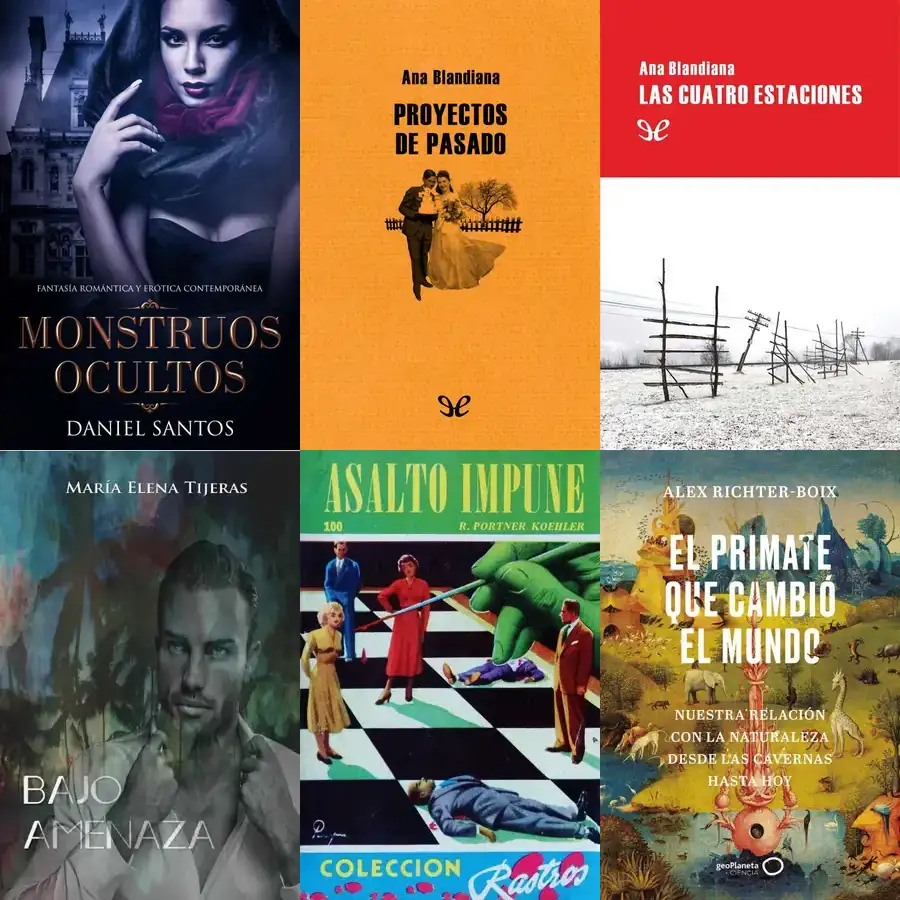 FANTASÍA ROMÁNTICA Y ERÓTICA CONTEMPORÁNEA
MONSTRUOS
OCULTOS
DANIEL SANTOS
Ana Blandiana
PROYECTOS
DE PASADO
Ana Blandiana
LAS CUATRO ESTACIONES
MARÍA ELENA TIJERAS
BAJO
AMENAZA
ASALTO IMPUNE
100
R. PORTNER KOEHLER
COLECCION
Rastros
ALEX RICHTER-BOIX
EL PRIMATE
QUE CAMBIÓ
EL MUNDO
NUESTRA RELACIÓN
CON LA NATURALEZA
DESDE LAS CAVERNAS
HASTA HOY
geoPlaneta
CIENCIA